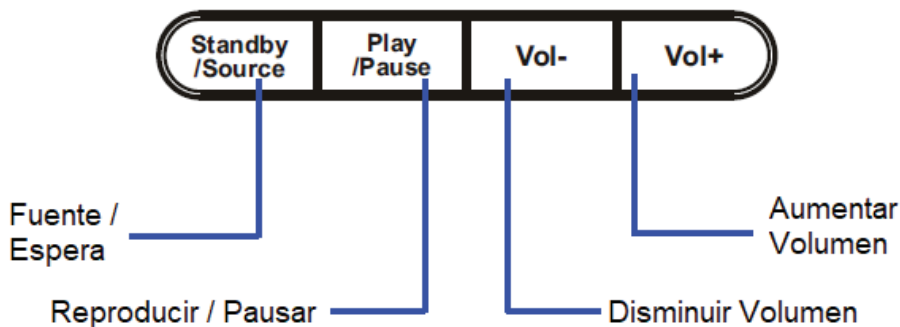 Standby
/Source
Play
/Pause
Vol-
Vol+
Fuente /
Espera
Aumentar
Volumen
Reproducir / Pausar
Disminuir Volumen